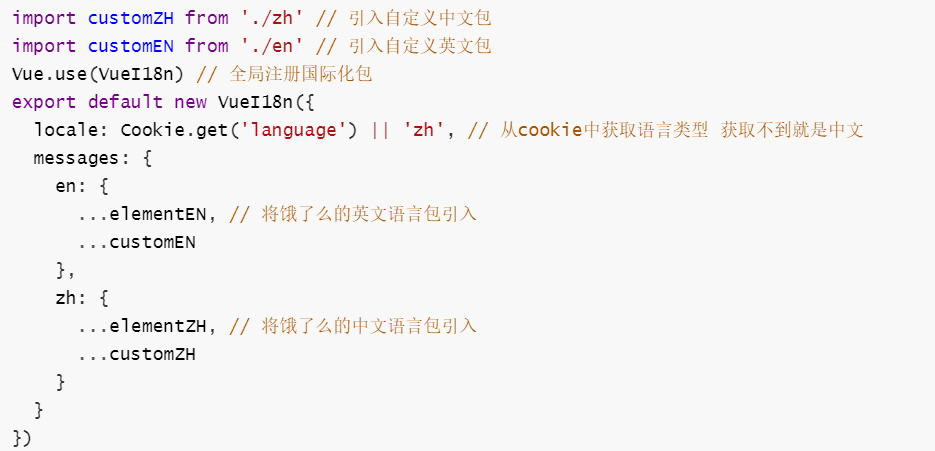 import customZH from './zh' // 引入自定义中文包
import customEN from './en' // 引入自定义英文包
Vue.use(VueI18n) // 全局注册国际化包
export default new VueI18n({
  locale: Cookie.get('language') || 'zh', // 从cookie中获取语言类型 获取不到就是中文
  messages: {
    en: {
      ...elementEN, // 将饿了么的英文语言包引入
      ...customEN
    },
    zh: {
      ...elementZH, // 将饿了么的中文语言包引入
      ...customZH
    }
  }
})